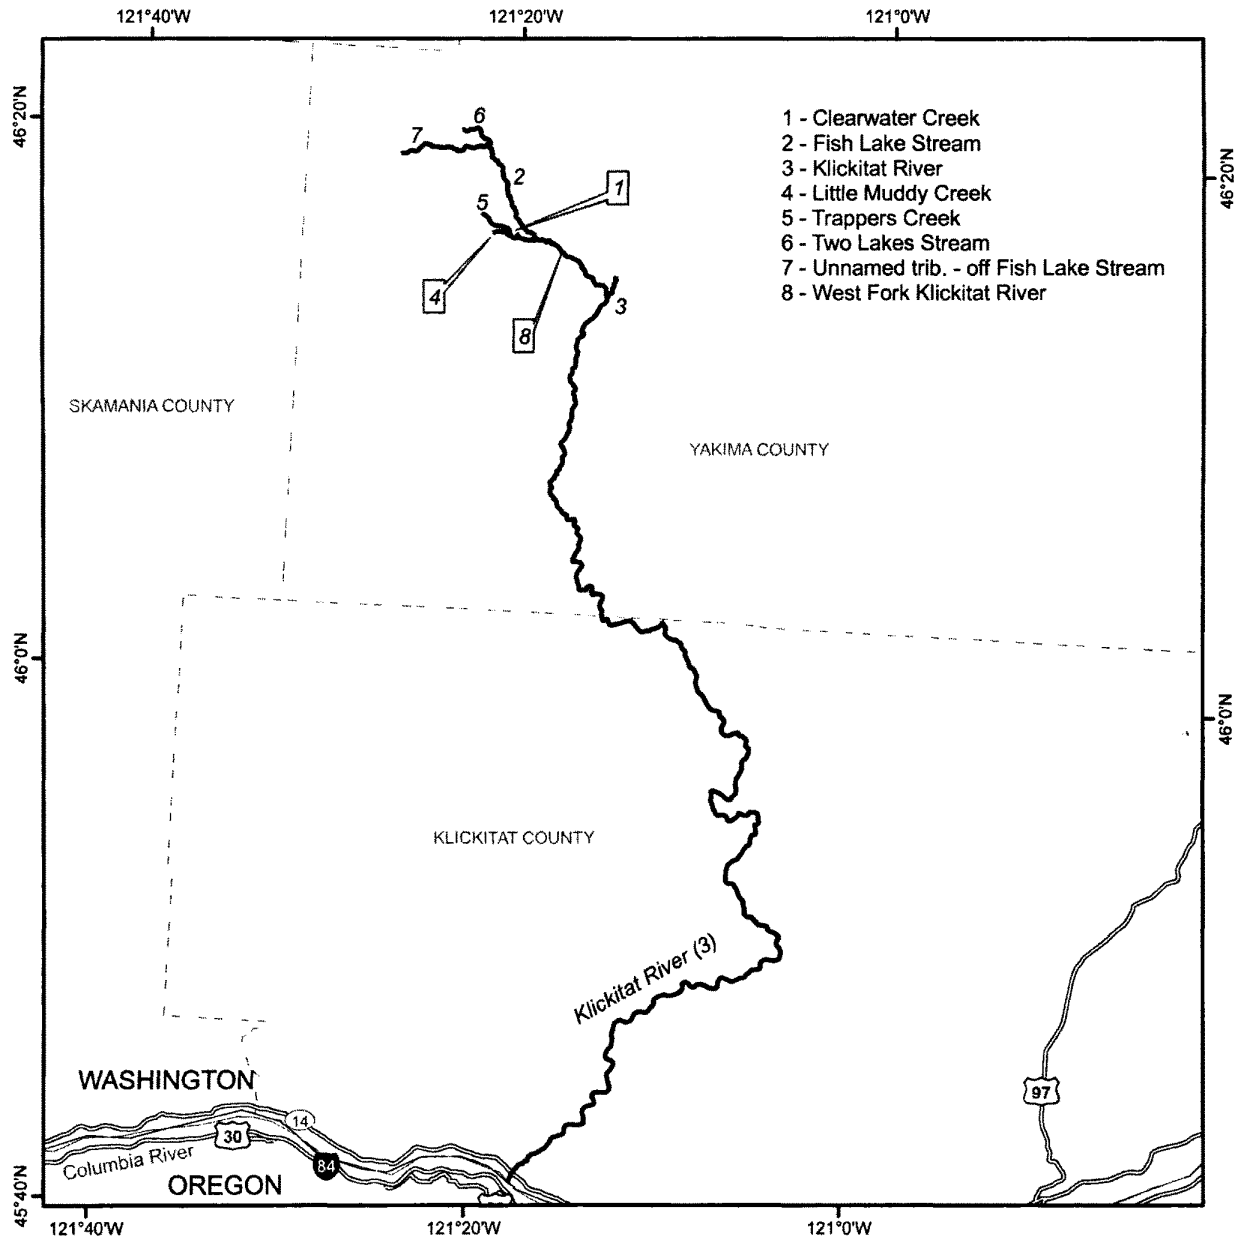 121°40'W 121°20'W 121°0'W
46°20'N
46°20'N
6
7
2
1
5
4
8
3
1 - Clearwater Creek
2 - Fish Lake Stream
3 - Klickitat River
4 - Little Muddy Creek
5 - Trappers Creek
6 - Two Lakes Stream
7 - Unnamed trib. - off Fish Lake Stream
8 - West Fork Klickitat River
SKAMANIA COUNTY
YAKIMA COUNTY
46°0'N
46°0'N
KLICKITAT COUNTY
Klickitat River (3)
WASHINGTON
97
14
30
84
Columbia River
OREGON
45°40'N
121°40'W 121°20'W 121°0'W